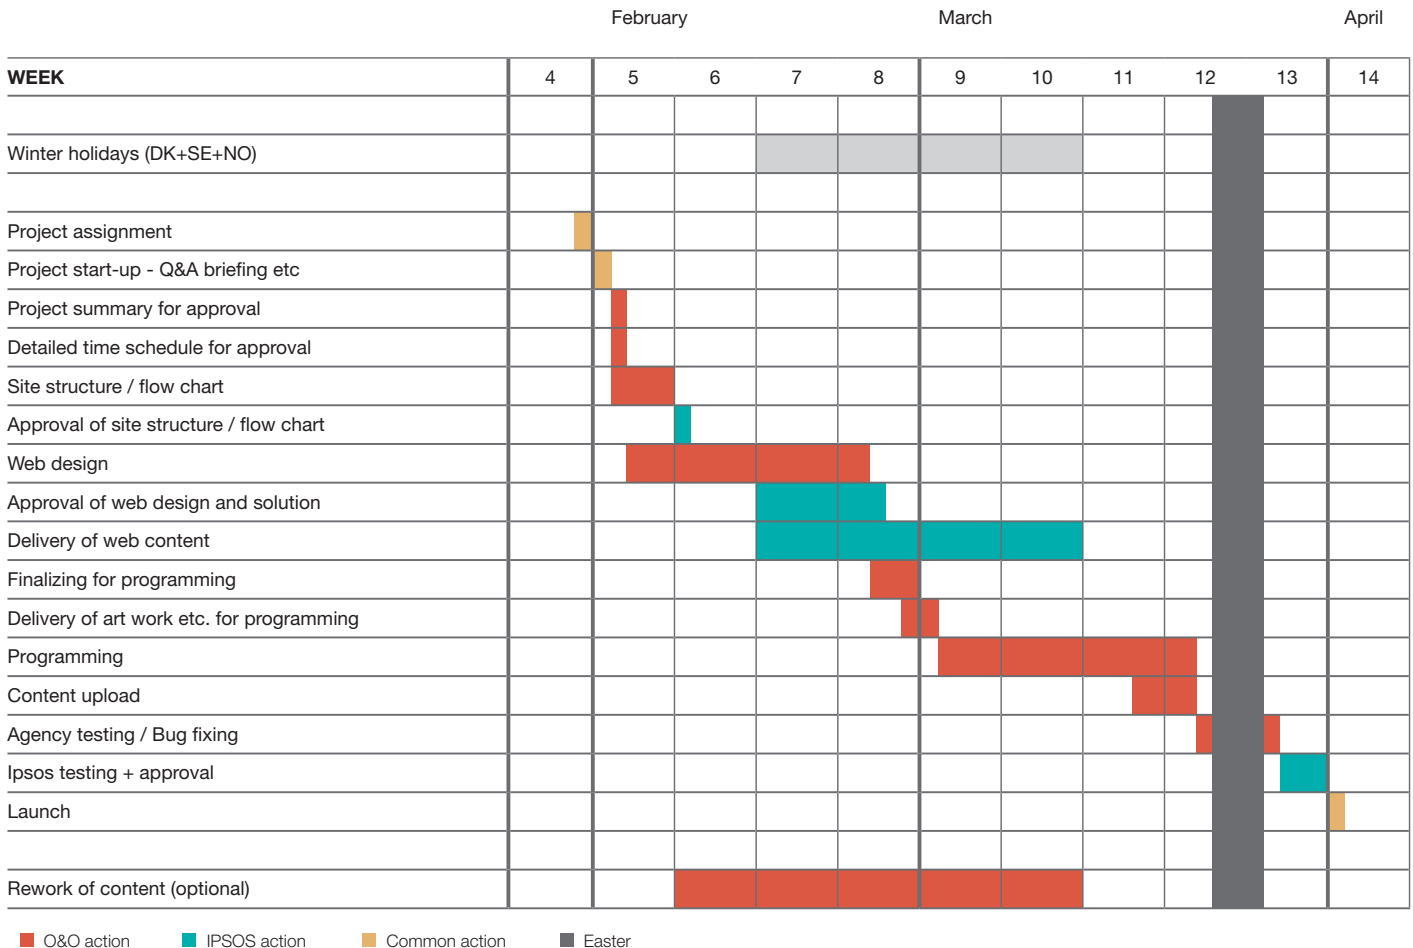 February March April
WEEK 4 5 6 7 8 9 10 11 12 13 14
Winter holidays (DK+SE+NO)
Project assignment
Project start-up - Q&A briefing etc
Project summary for approval
Detailed time schedule for approval
Site structure / flow chart
Approval of site structure / flow chart
Web design
Approval of web design and solution
Delivery of web content
Finalizing for programming
Delivery of art work etc. for programming
Programming
Content upload
Agency testing / Bug fixing
Ipsos testing + approval
Launch
Rework of content (optional)
O&O action IPSOS action Common action Easter